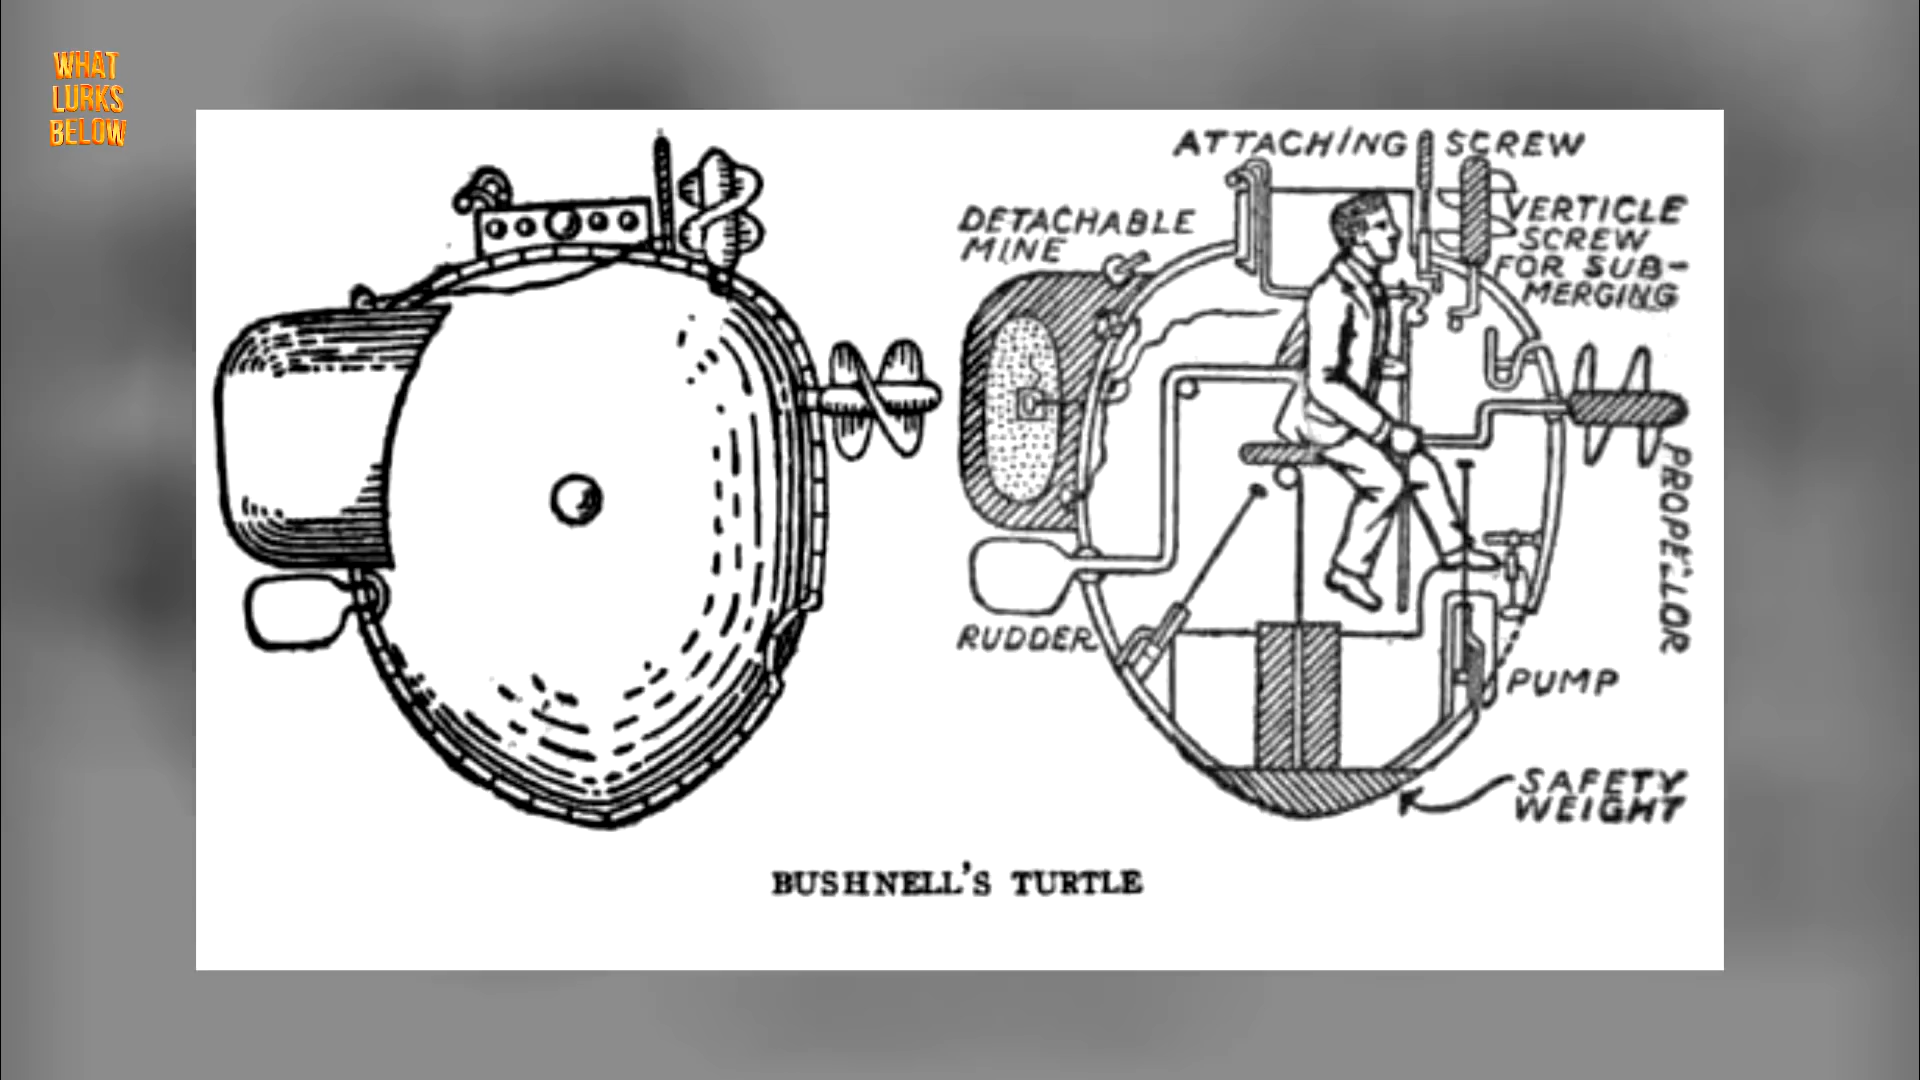 WHAT
LURKS
BELOW
ATTACHING SCREW
DETACHABLE
MINE
VERTICLE
SCREW
FOR SUB-
MERGING
PROPELLOR
RUDDER
PUMP
SAFETY
WEIGHT
BUSHNELL'S TURTLE